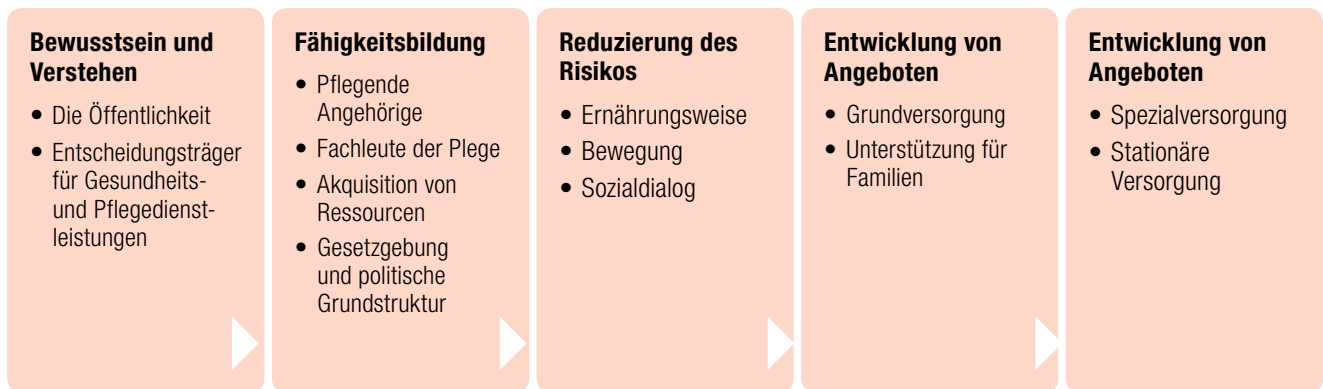 Bewusstsein und
Verstehen
• Die Öffentlichkeit
• Entscheidungsträger
für Gesundheits-
und Pflegedienst-
leistungen
Fähigkeitsbildung
• Pflegende
Angehörige
• Fachleute der Plege
• Akquisition von
Ressourcen
• Gesetzgebung
und politische
Grundstruktur
Reduzierung des
Risikos
• Ernährungsweise
• Bewegung
• Sozialdialog
Entwicklung von
Angeboten
• Grundversorgung
• Unterstützung für
Familien
Entwicklung von
Angeboten
• Spezialversorgung
• Stationäre
Versorgung